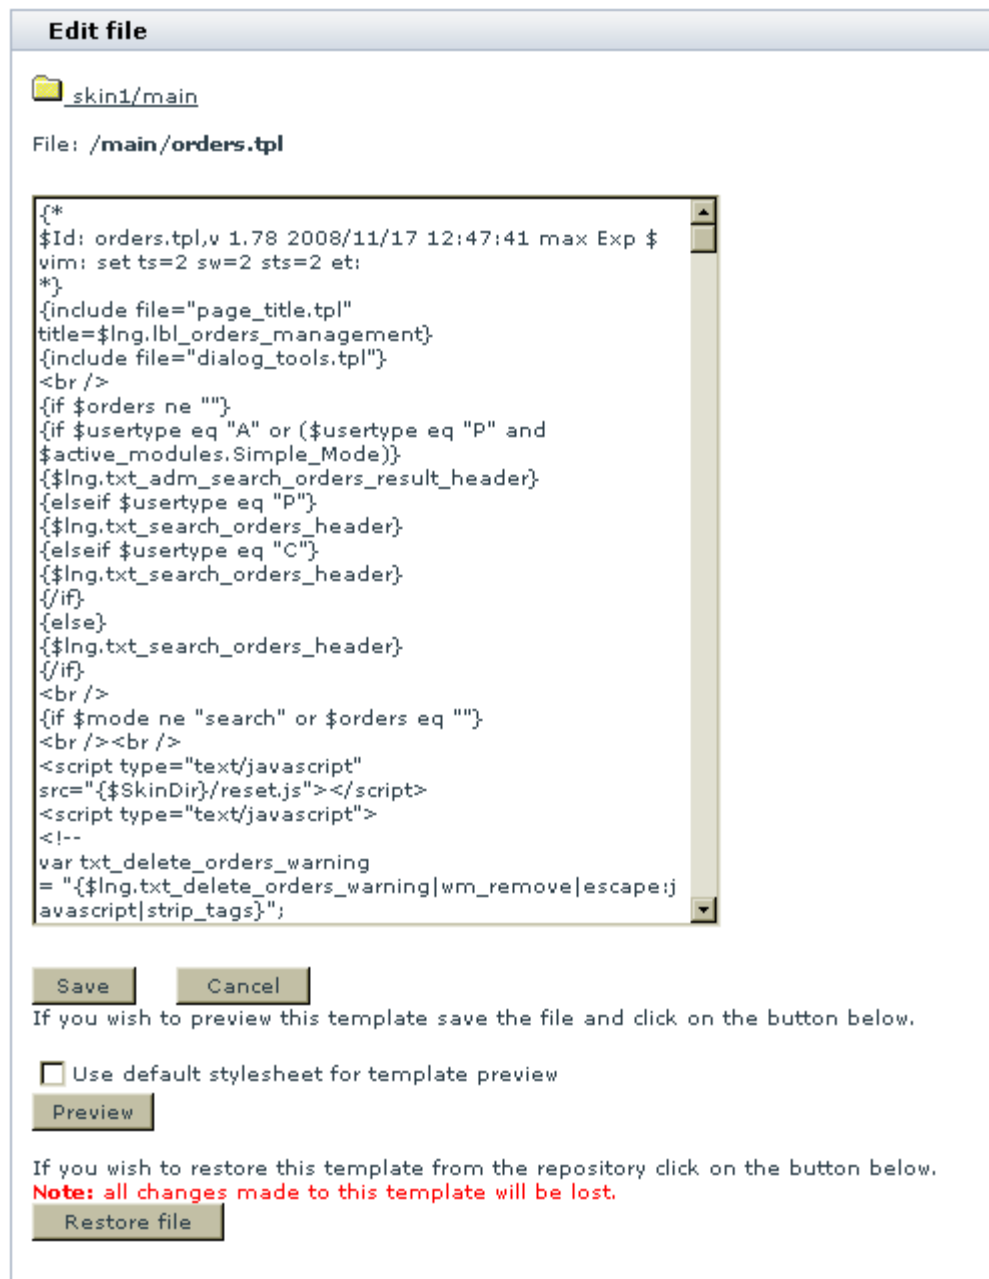 Edit file
skin1/main
File: /main/orders.tpl
{*
$Id: orders.tpl,v 1.78 2008/11/17 12:47:41 max Exp $
vim: set ts=2 sw=2 sts=2 et:
*}
{include file="page_title.tpl"
title=$lng.lbl_orders_management}
{include file="dialog_tools.tpl"}
<br />
{if $orders ne ""}
{if $usertype eq "A" or ($usertype eq "P" and
$active_modules.Simple_Mode)}
{$lng.txt_adm_search_orders_result_header}
{elseif $usertype eq "P"}
{$lng.txt_search_orders_header}
{elseif $usertype eq "C"}
{$lng.txt_search_orders_header}
{/if}
{else}
{$lng.txt_search_orders_header}
{/if}
<br />
{if $mode ne "search" or $orders eq ""}
<br /><br />
<script type="text/javascript"
src="{$SkinDir}/reset.js"></script>
<script type="text/javascript">
<!--
var txt_delete_orders_warning
= "{$lng.txt_delete_orders_warning|wm_remove|escape:j
avascript|strip_tags}";
Save Cancel
If you wish to preview this template save the file and click on the button below.
Use default stylesheet for template preview
Preview
If you wish to restore this template from the repository click on the button below.
Note: all changes made to this template will be lost.
Restore file